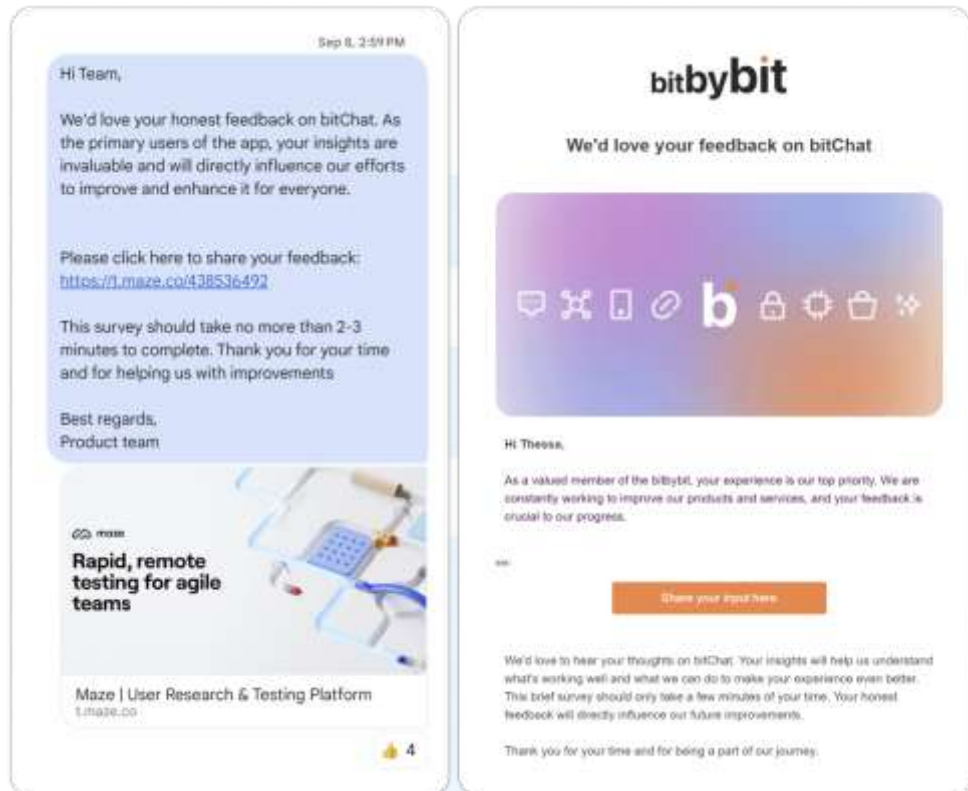 Sep 8, 2:59 PM
Hi Team,
We'd love your honest feedback on bitChat. As
the primary users of the app, your insights are
invaluable and will directly influence our efforts
to improve and enhance it for everyone.
Please click here to share your feedback:
https://t.maze.co/438536492
This survey should take no more than 2-3
minutes to complete. Thank you for your time
and for helping us with improvements
Best regards,
Product team
maze
Rapid, remote
testing for agile
teams
Maze | User Research & Testing Platform
t.maze.co
4
bitbybit
We'd love your feedback on bitChat
b
Hi Thessa,
As a valued member of the bitbybit, your experience is our top priority. We are
constantly working to improve our products and services, and your feedback is
crucial to our progress.
Share your input here
We'd love to hear your thoughts on bitChat. Your insights will help us understand
what's working well and what we can do to make your experience even better.
This brief survey should only take a few minutes of your time. Your honest
feedback will directly influence our future improvements.
Thank you for your time and for being a part of our journey.